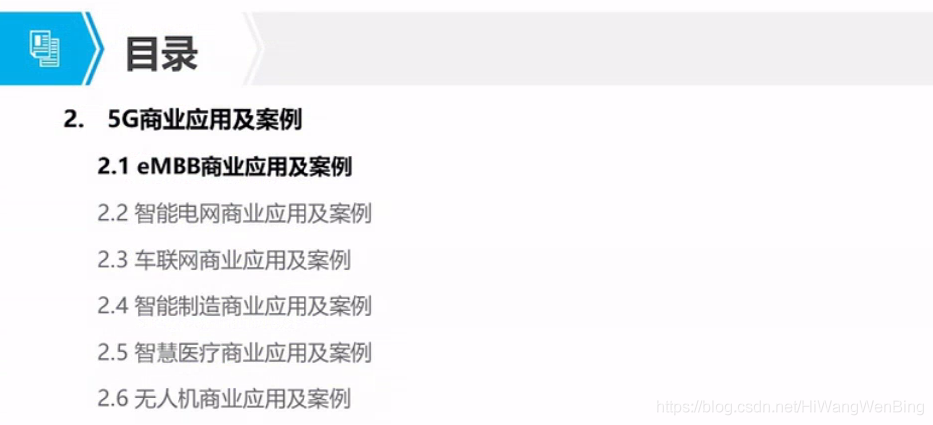 目录
2. 5G商业应用及案例
2.1 eMBB商业应用及案例
2.2 智能电网商业应用及案例
2.3 车联网商业应用及案例
2.4 智能制造商业应用及案例
2.5 智慧医疗商业应用及案例
2.6 无人机商业应用及案例
https://blog.csdn.net/HiWangWenBing